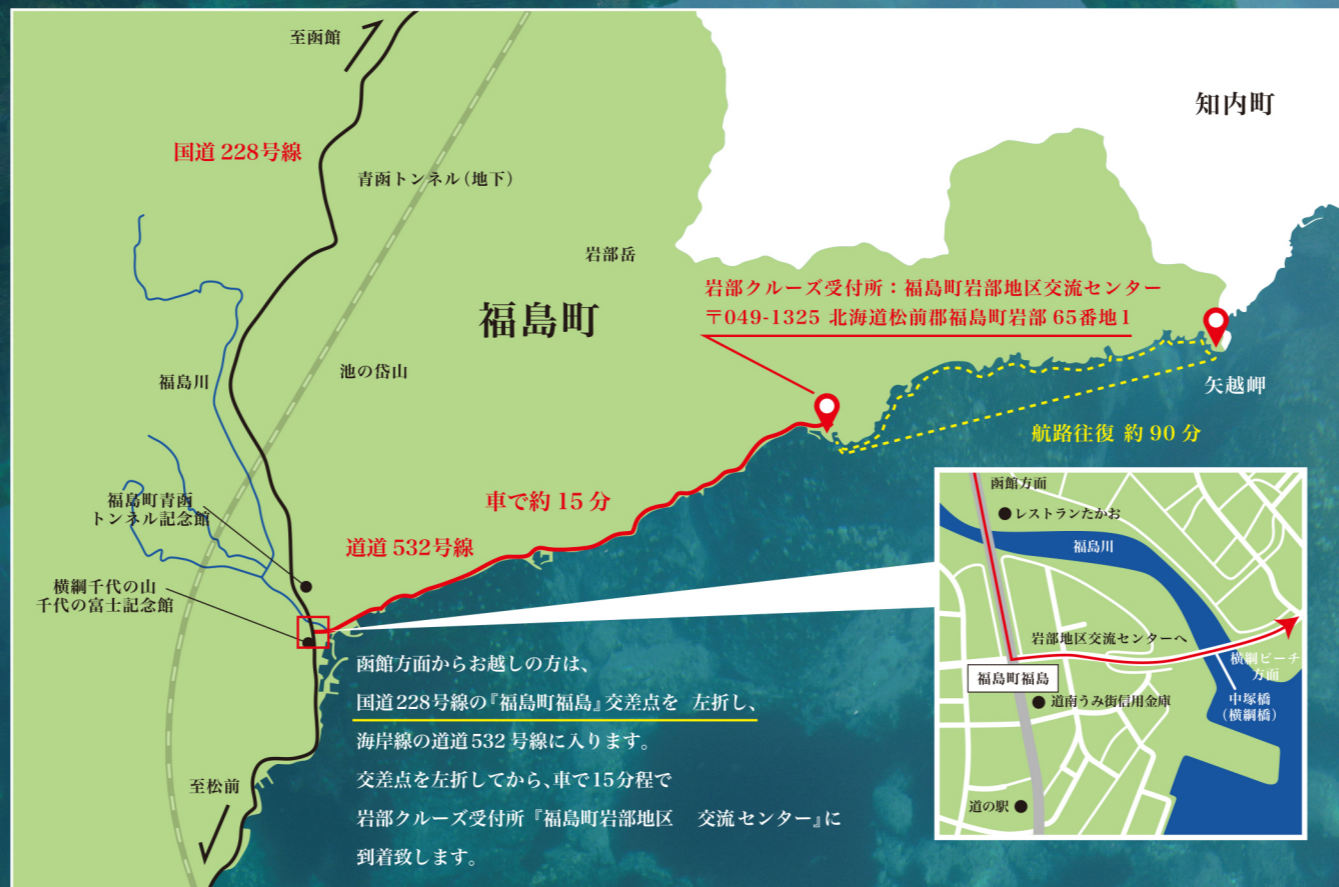 至函館
知内町
国道228号線
青函トンネル(地下)
岩部岳
岩部クルーズ受付所：福島町岩部地区交流センター
〒049-1325 北海道松前郡福島町岩部 65番地1
福島町
池の岱山
福島川
矢越岬
航路往復 約 90 分
福島町青函
トンネル記念館
車で約 15 分
道道 532号線
横綱千代の山
千代の富士記念館
函館方面からお越しの方は、
国道228号線の『福島町福島』交差点を 左折し、
海岸線の道道532 号線に入ります。
交差点を左折してから、車で15分程で
岩部クルーズ受付所『福島町岩部地区 交流センター』に
到着致します。
至松前
函館方面
レストランたかお
福島川
岩部地区交流センターへ
横綱ビーチ
方面
福島町福島
中塚橋
(横綱橋)
道南うみ街信用金庫
道の駅